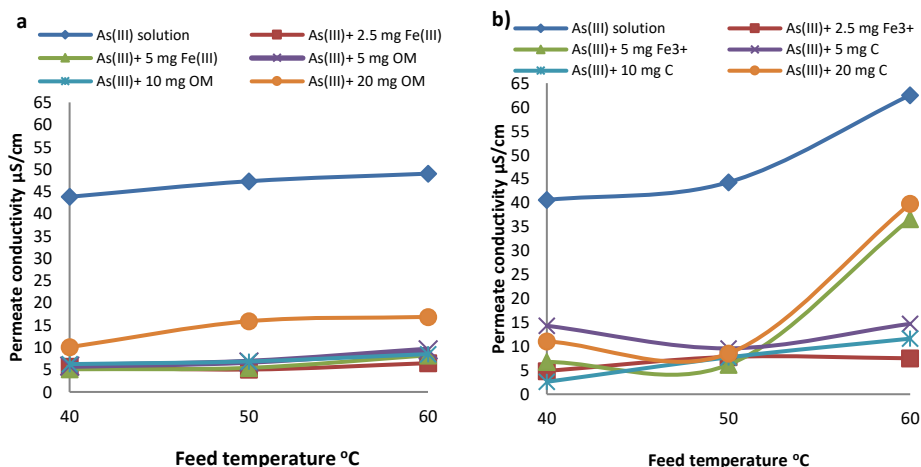 a
As(III) solution
As(III)+ 2.5 mg Fe(III)
As(III)+ 5 mg Fe(III)
As(III)+ 5 mg OM
As(III)+ 10 mg OM
As(III)+ 20 mg OM
Permeate conductivity µS/cm
65
60
55
50
45
40
35
30
25
20
15
10
5
0
40
50
60
Feed temperature ⁰C
b)
As(III) solution
As(III)+ 2.5 mg Fe3+
As(III)+ 5 mg Fe3+
As(III)+ 5 mg C
As(III)+ 10 mg C
As(III)+ 20 mg C
Permeate conductivity µS/cm
65
60
55
50
45
40
35
30
25
20
15
10
5
0
40
50
60
Feed temperature ⁰C